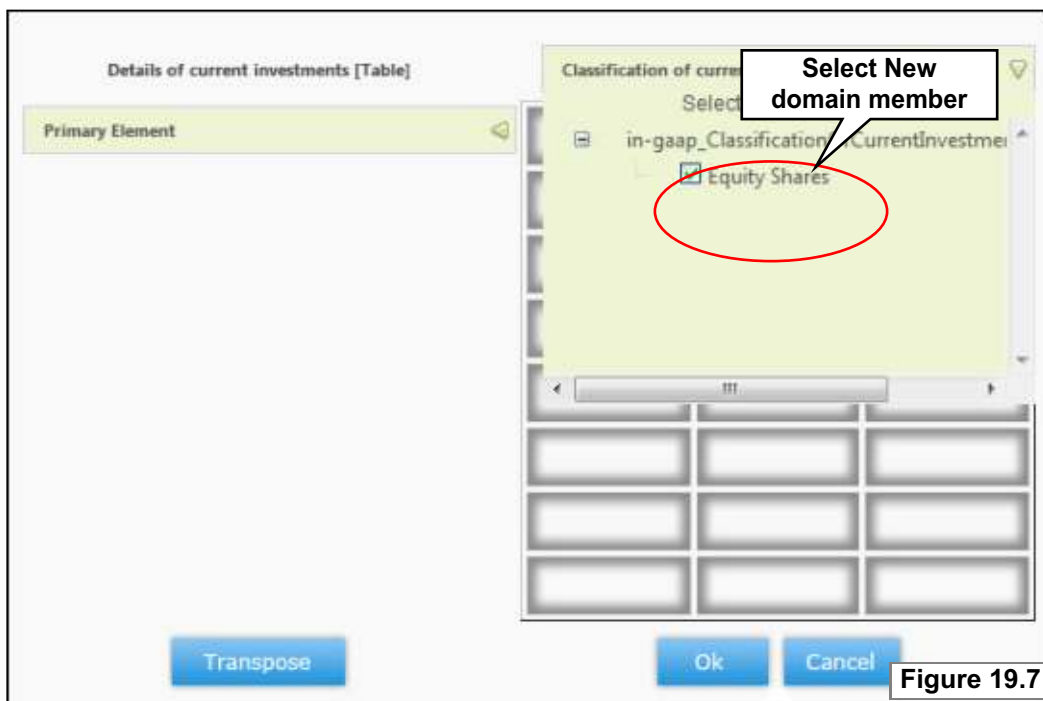 Details of current investments [Table]
Classification of curre
Select New
domain member
Select
Primary Element
in-gaap_Classification CurrentInvestme
Equity Shares
Transpose
Ok
Cancel
Figure 19.7